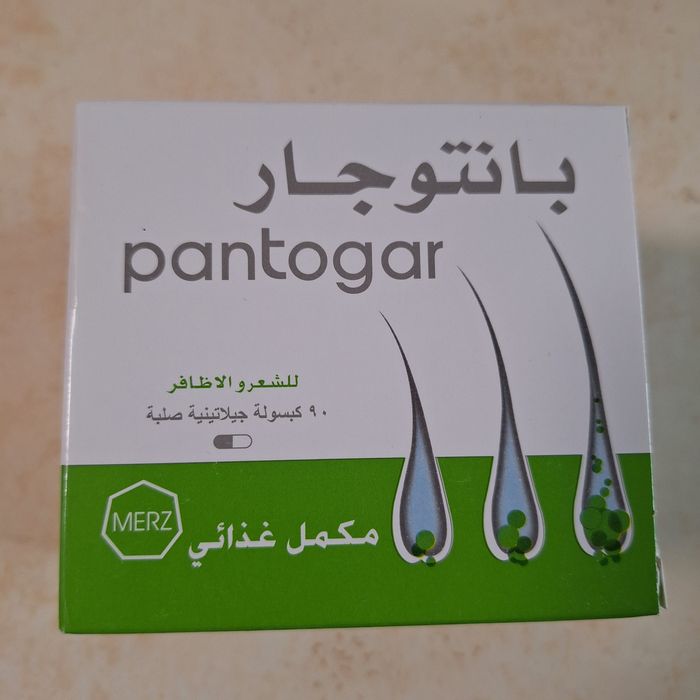 بانتوجار
pantogar
للشعر والاظافر
٩٠ كبسولة جيلاتينية صلبة
مكمل غذائي
MERZ